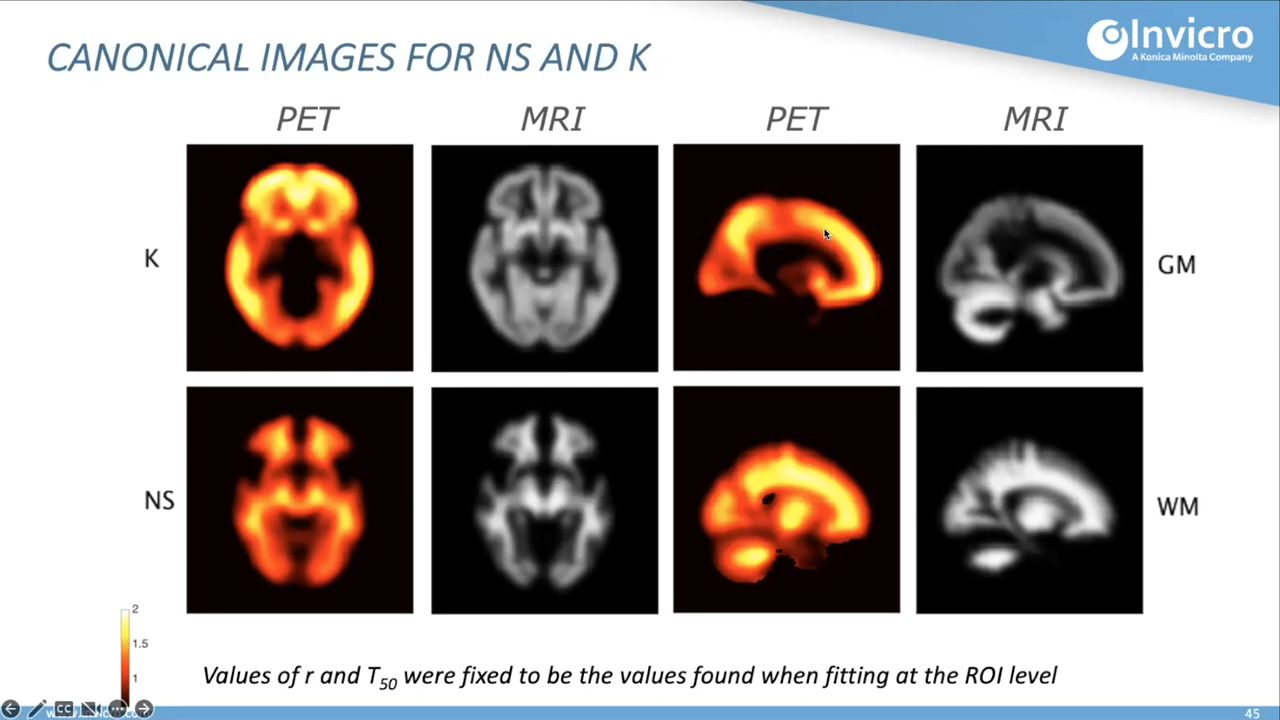 Invicro
A Konica Minolta Company
CANONICAL IMAGES FOR NS AND K
PET
MRI
PET
MRI
K
GM
NS
WM
2
1.5
1
Values of r and T50 were fixed to be the values found when fitting at the ROI level
CC
45